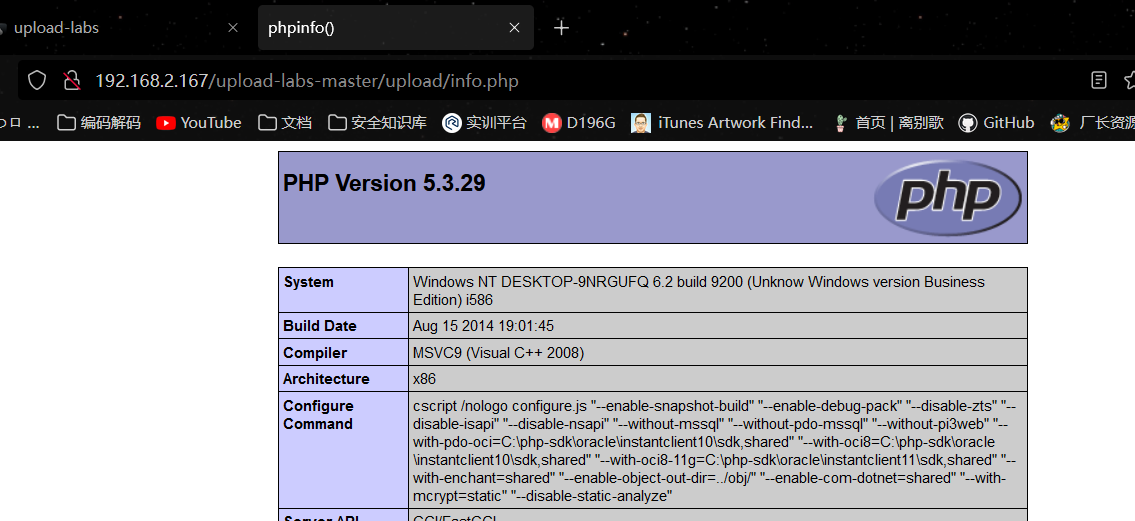 upload-labs
phpinfo()
192.168.2.167/upload-labs-master/upload/info.php
编码解码 YouTube 文档 安全知识库 实训平台 D196G iTunes Artwork Find... 首页 | 离别歌 GitHub 厂长资源
PHP Version 5.3.29
php
System Windows NT DESKTOP-9NRGUFQ 6.2 build 9200 (Unknow Windows version Business
Edition) i586
Build Date Aug 15 2014 19:01:45
Compiler MSVC9 (Visual C++ 2008)
Architecture x86
Configure cscript /nologo configure.js "--enable-snapshot-build" "--enable-debug-pack" "--disable-zts" "--
Command disable-isapi" "--disable-nsapi" "--without-mssql" "--without-pdo-mssql" "--without-pi3web" "--
with-pdo-oci=C:\php-sdk\oracle\instantclient10\sdk,shared" "--with-oci8=C:\php-sdk\oracle
\instantclient10\sdk,shared" "--with-oci8-11g=C:\php-sdk\oracle\instantclient11\sdk,shared" "--
with-enchant=shared" "--enable-object-out-dir=../obj/" "--enable-com-dotnet=shared" "--with-
mcrypt=static" "--disable-static-analyze"
Server API CGI/FastCGI